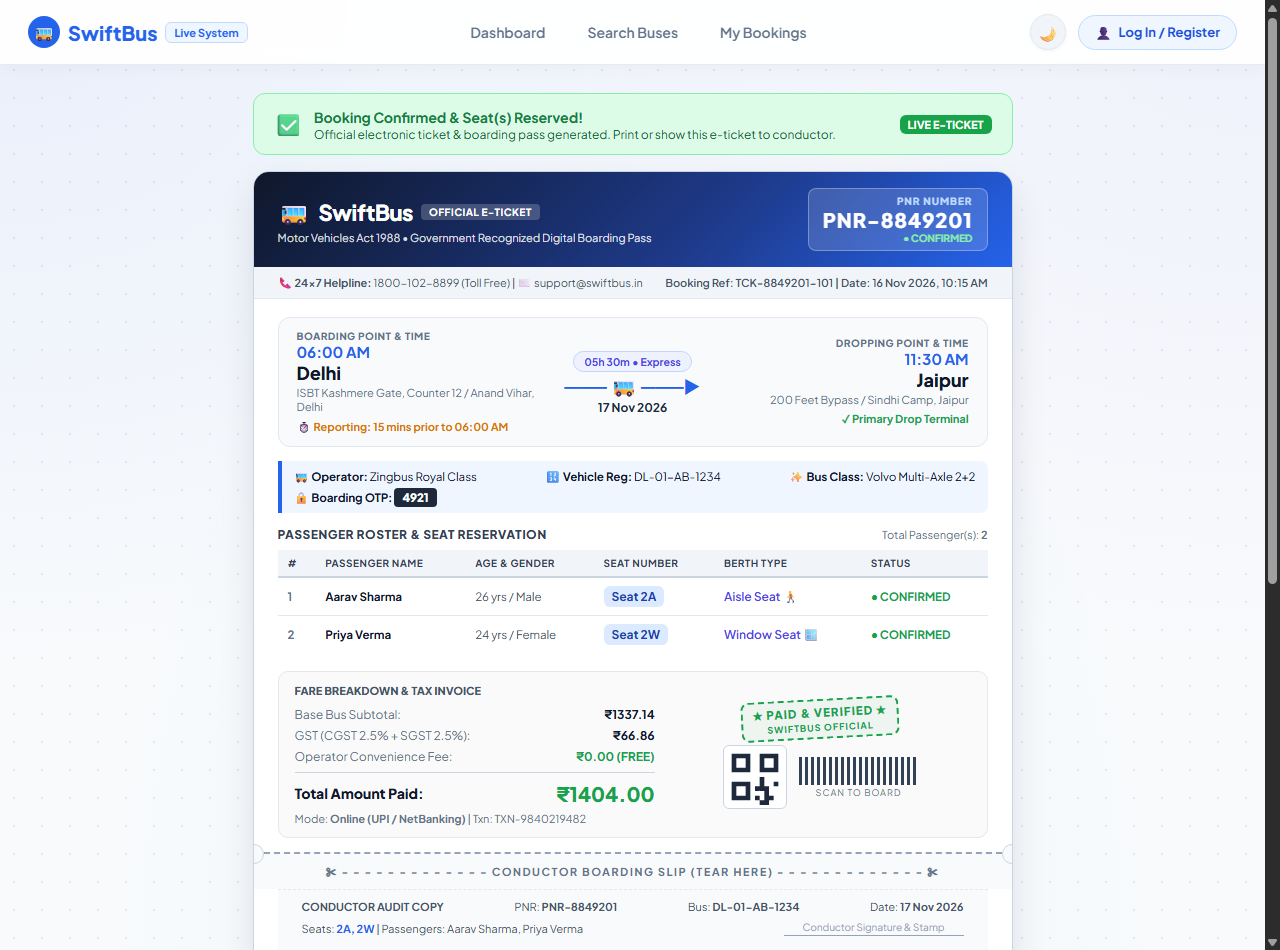 SwiftBus Live System Dashboard Search Buses My Bookings Log In / Register
Booking Confirmed & Seat(s) Reserved!
Official electronic ticket & boarding pass generated. Print or show this e-ticket to conductor.
LIVE E-TICKET
SwiftBus OFFICIAL E-TICKET
Motor Vehicles Act 1988 • Government Recognized Digital Boarding Pass
PNR NUMBER
PNR-8849201
● CONFIRMED
24×7 Helpline: 1800-102-8899 (Toll Free) | support@swiftbus.in
Booking Ref: TCK-8849201-101 | Date: 16 Nov 2026, 10:15 AM
BOARDING POINT & TIME
06:00 AM
Delhi
ISBT Kashmere Gate, Counter 12 / Anand Vihar,
Delhi
Reporting: 15 mins prior to 06:00 AM
05h 30m • Express
17 Nov 2026
DROPPING POINT & TIME
11:30 AM
Jaipur
200 Feet Bypass / Sindhi Camp, Jaipur
✓ Primary Drop Terminal
Operator: Zingbus Royal Class
Vehicle Reg: DL-01-AB-1234
Bus Class: Volvo Multi-Axle 2+2
Boarding OTP: 4921
PASSENGER ROSTER & SEAT RESERVATION
Total Passenger(s): 2
# PASSENGER NAME AGE & GENDER SEAT NUMBER BERTH TYPE STATUS
1 Aarav Sharma 26 yrs / Male Seat 2A Aisle Seat ● CONFIRMED
2 Priya Verma 24 yrs / Female Seat 2W Window Seat ● CONFIRMED
FARE BREAKDOWN & TAX INVOICE
Base Bus Subtotal: ₹1337.14
GST (CGST 2.5% + SGST 2.5%): ₹66.86
Operator Convenience Fee: ₹0.00 (FREE)
Total Amount Paid: ₹1404.00
Mode: Online (UPI / NetBanking) | Txn: TXN-9840219482
★ PAID & VERIFIED ★
SWIFTBUS OFFICIAL
SCAN TO BOARD
✂ - - - - - - - - - - - - - CONDUCTOR BOARDING SLIP (TEAR HERE) - - - - - - - - - - - - - ✂
CONDUCTOR AUDIT COPY PNR: PNR-8849201 Bus: DL-01-AB-1234 Date: 17 Nov 2026
Seats: 2A, 2W | Passengers: Aarav Sharma, Priya Verma
Conductor Signature & Stamp